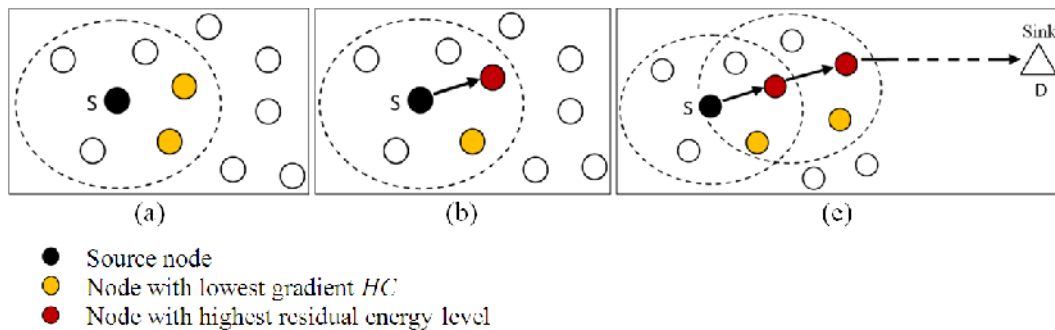 S
S
Sink
D
S
(a)
(b)
(c)
Source node
Node with lowest gradient HC
Node with highest residual energy level